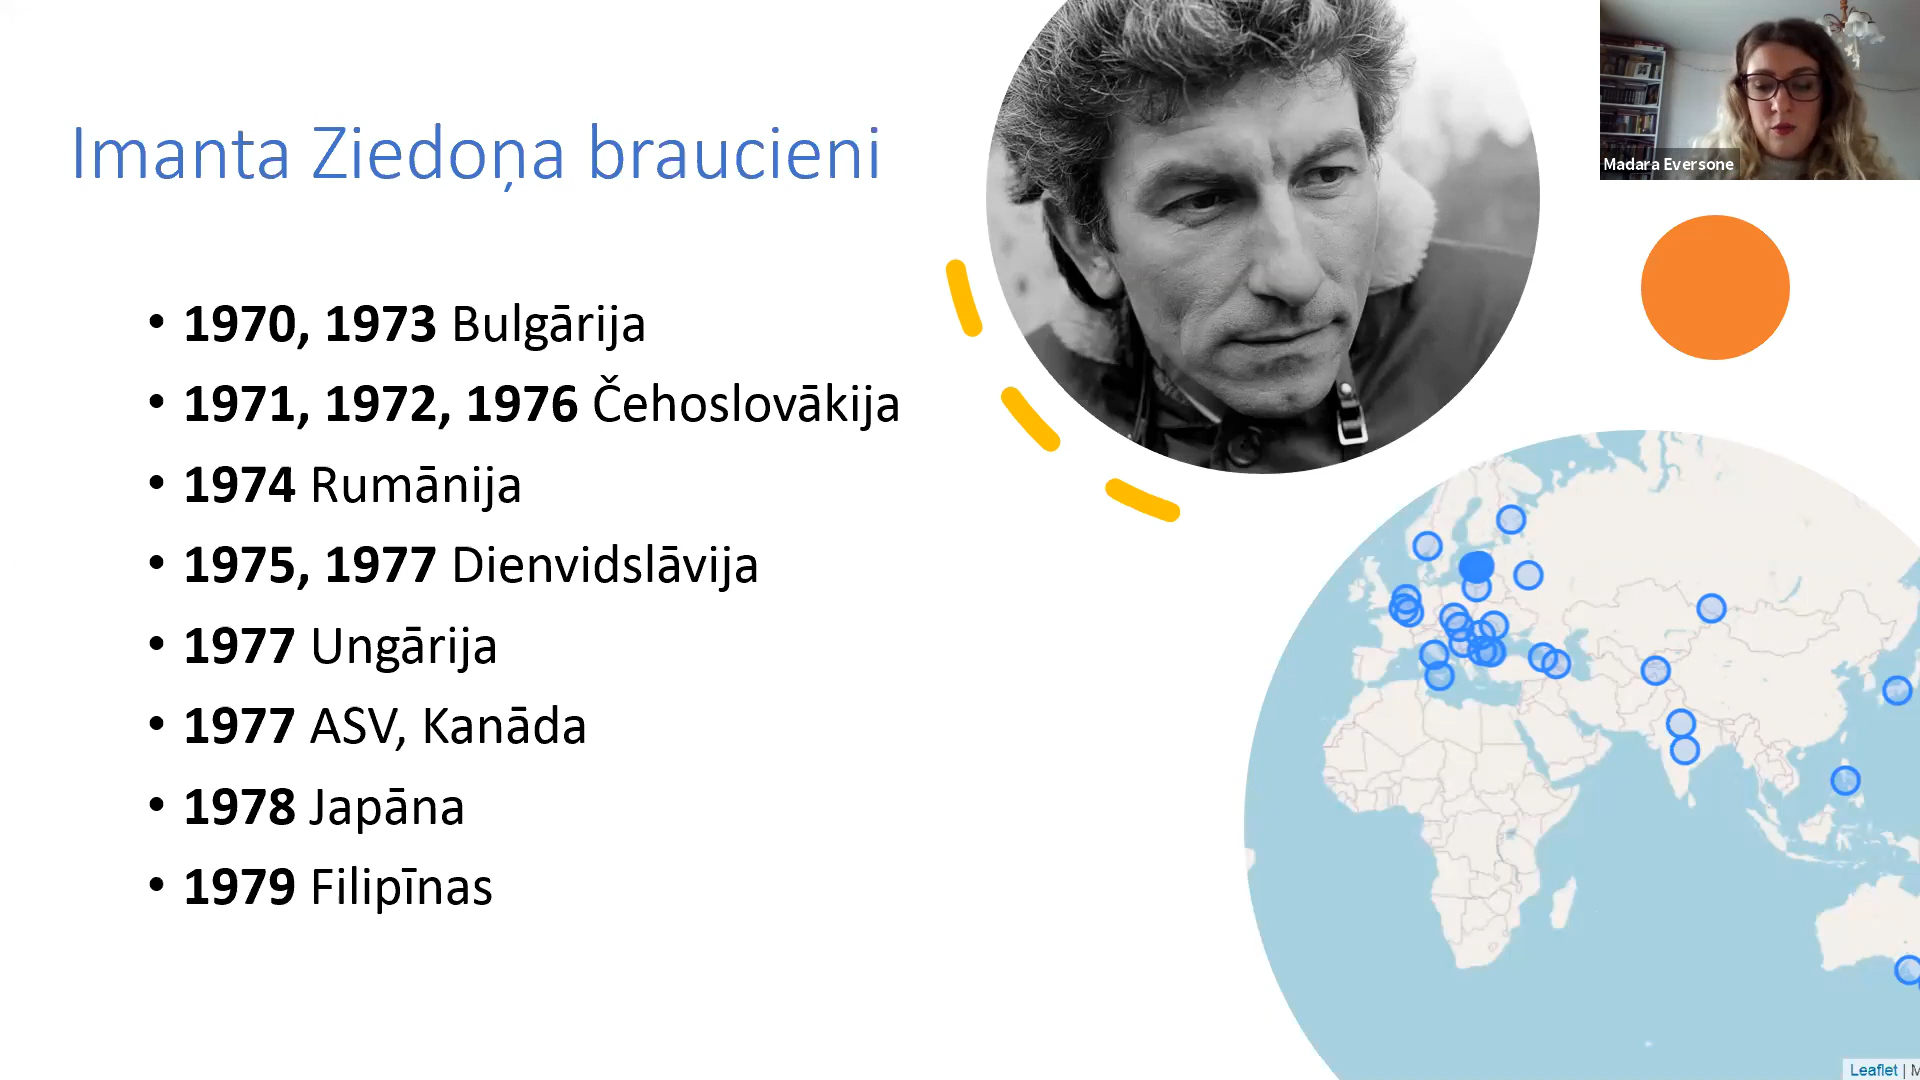 Imanta Ziedoņa braucieni
• 1970, 1973 Bulgārija
• 1971, 1972, 1976 Čehoslovākija
• 1974 Rumānija
• 1975, 1977 Dienvidslāvija
• 1977 Ungārija
• 1977 ASV, Kanāda
• 1978 Japāna
• 1979 Filipīnas
Madara Eversone
Leaflet |